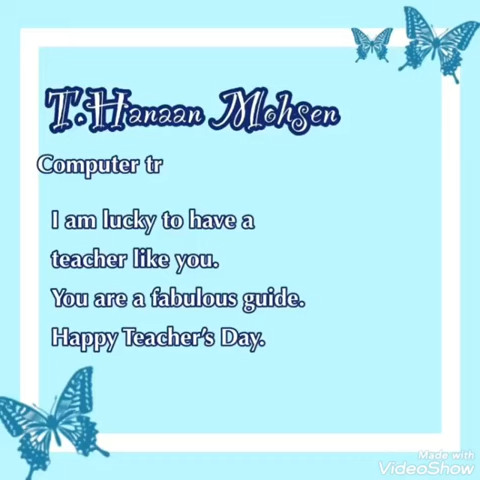 T.Hanaan Mohsen
Computer tr
I am lucky to have a
teacher like you.
You are a fabulous guide.
Happy Teacher's Day.
Made with
VideoShow